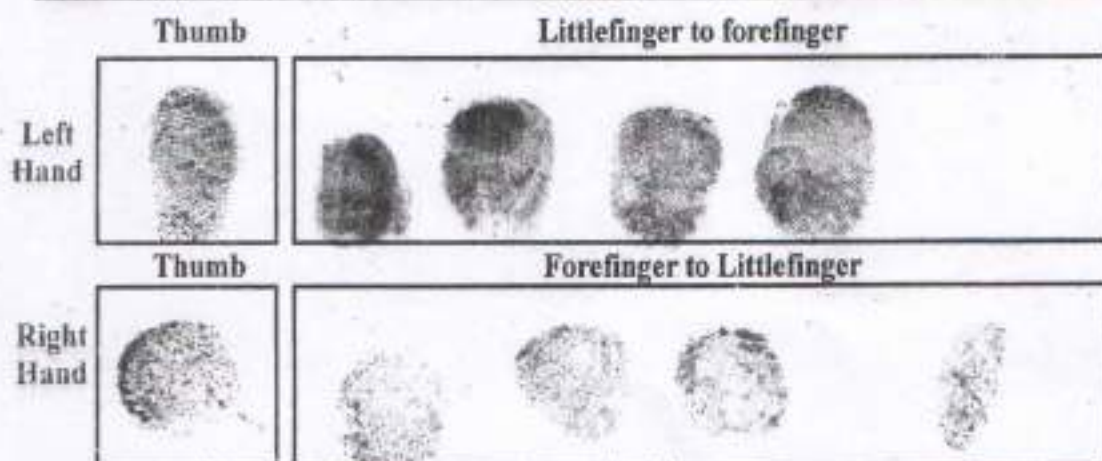 Thumb Littlefinger to forefinger
Left
Hand
Thumb Forefinger to Littlefinger
Right
Hand